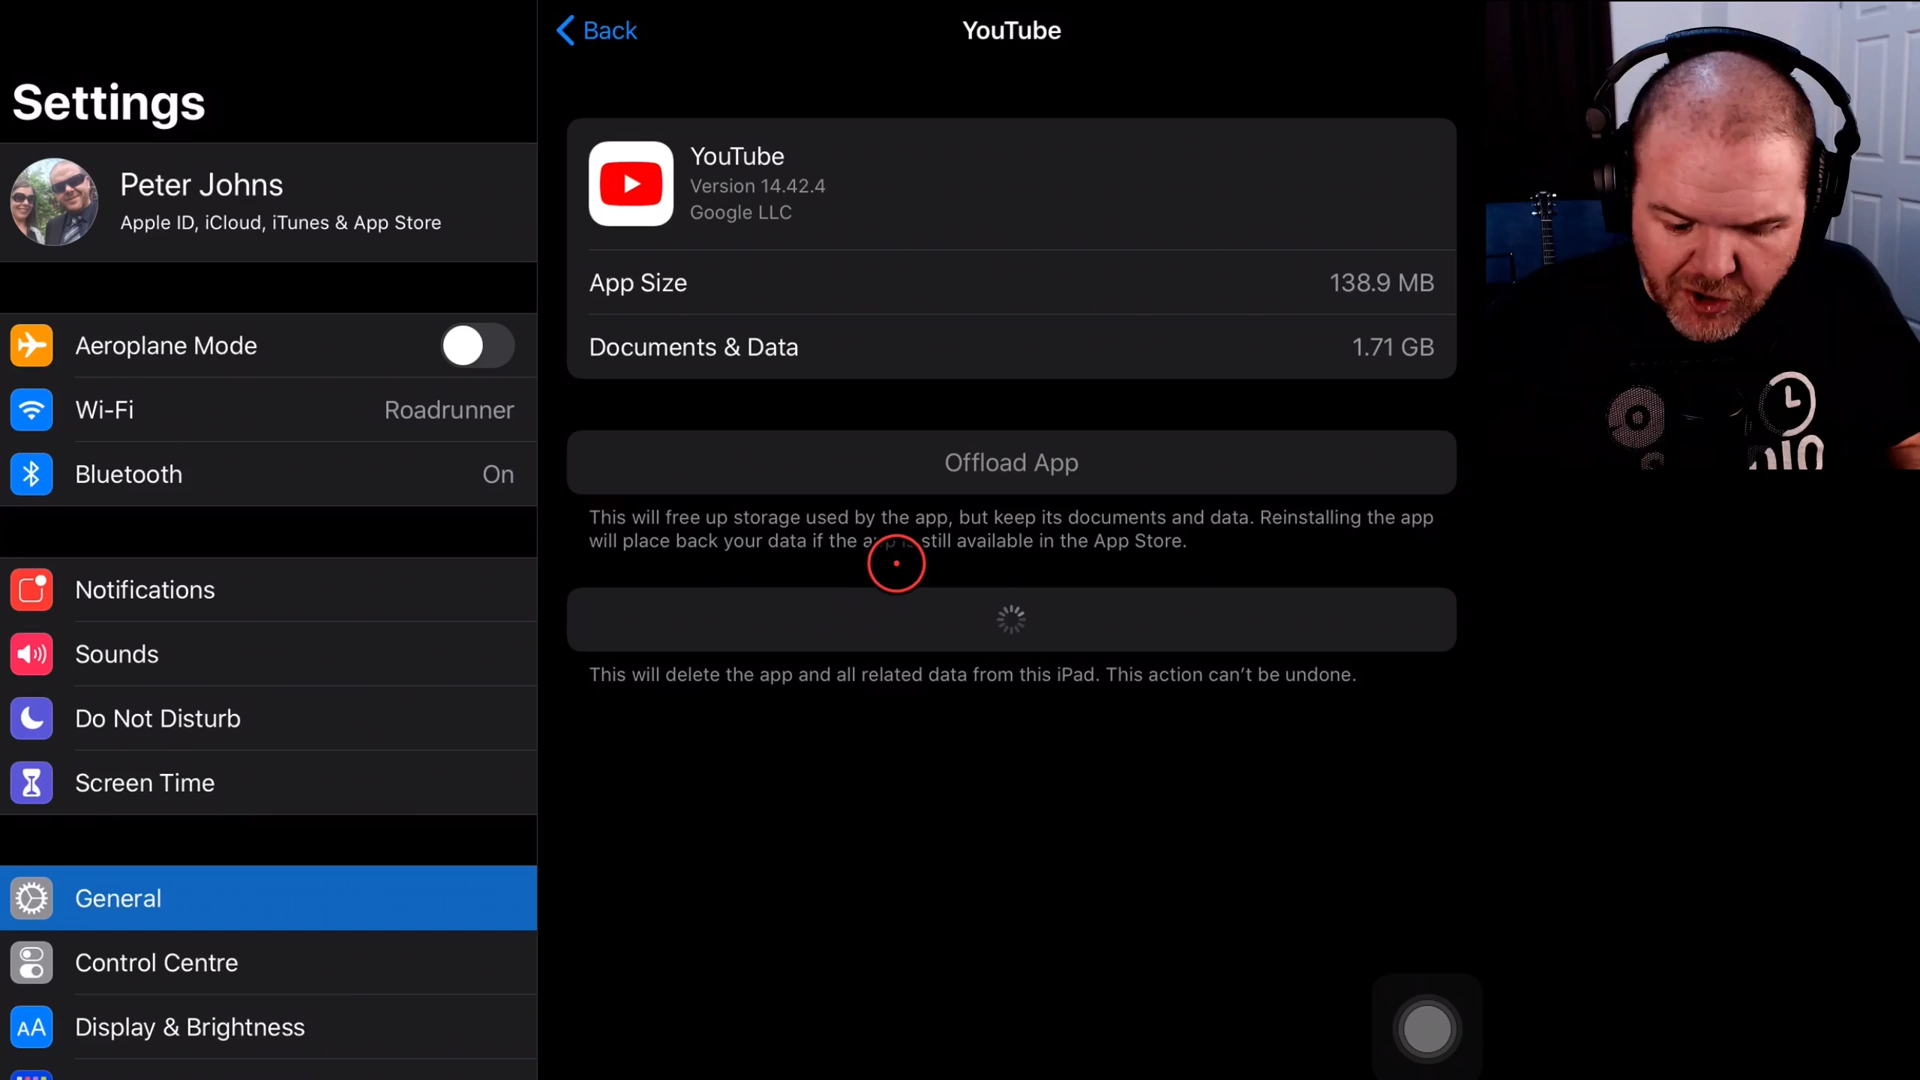 Back
YouTube
Settings
Peter Johns
Apple ID, iCloud, iTunes & App Store
Aeroplane Mode
Wi-Fi
Roadrunner
Bluetooth
On
Notifications
Sounds
Do Not Disturb
Screen Time
General
Control Centre
Display & Brightness
AA
YouTube
Version 14.42.4
Google LLC
App Size
138.9 MB
Documents & Data
1.71 GB
Offload App
This will free up storage used by the app, but keep its documents and data. Reinstalling the app
will place back your data if the app is still available in the App Store.
This will delete the app and all related data from this iPad. This action can't be undone.